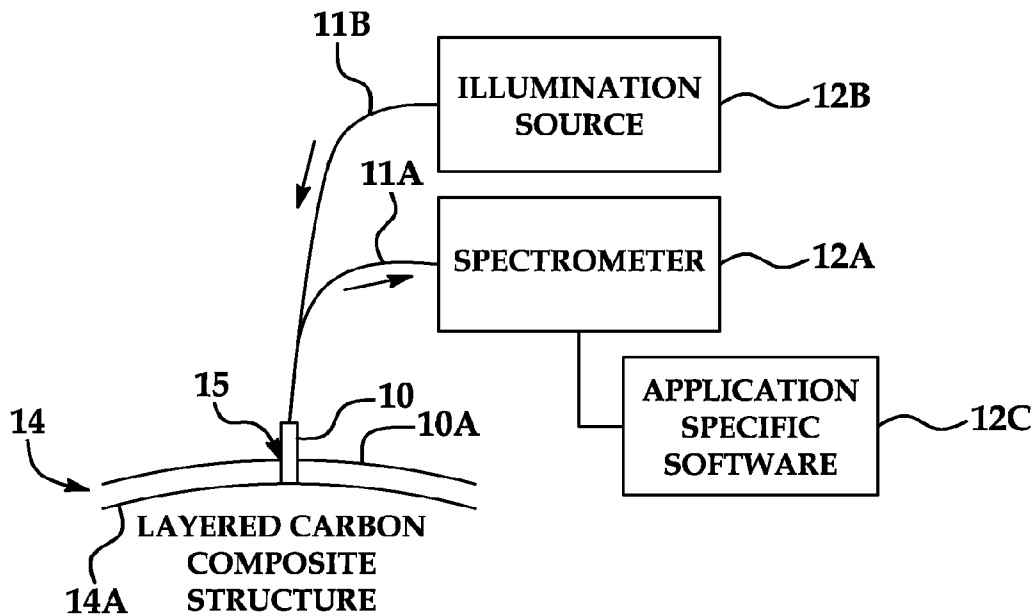 11B
ILLUMINATION
SOURCE
12B
11A
SPECTROMETER
12A
15
10
10A
14
APPLICATION
SPECIFIC
SOFTWARE
12C
LAYERED CARBON
COMPOSITE
STRUCTURE
14A